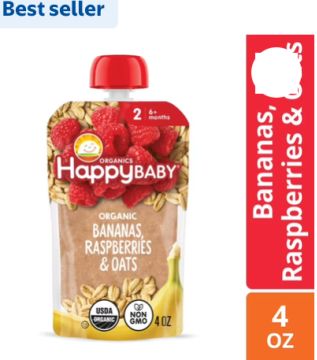 Best seller
2
6+
months
ORGANICS
HAPPYBABY
ORGANIC
BANANAS,
RASPBERRIES
& OATS
USDA
ORGANIC
NON
GMO
4 OZ
Bananas,
Raspberries &
4
OZ